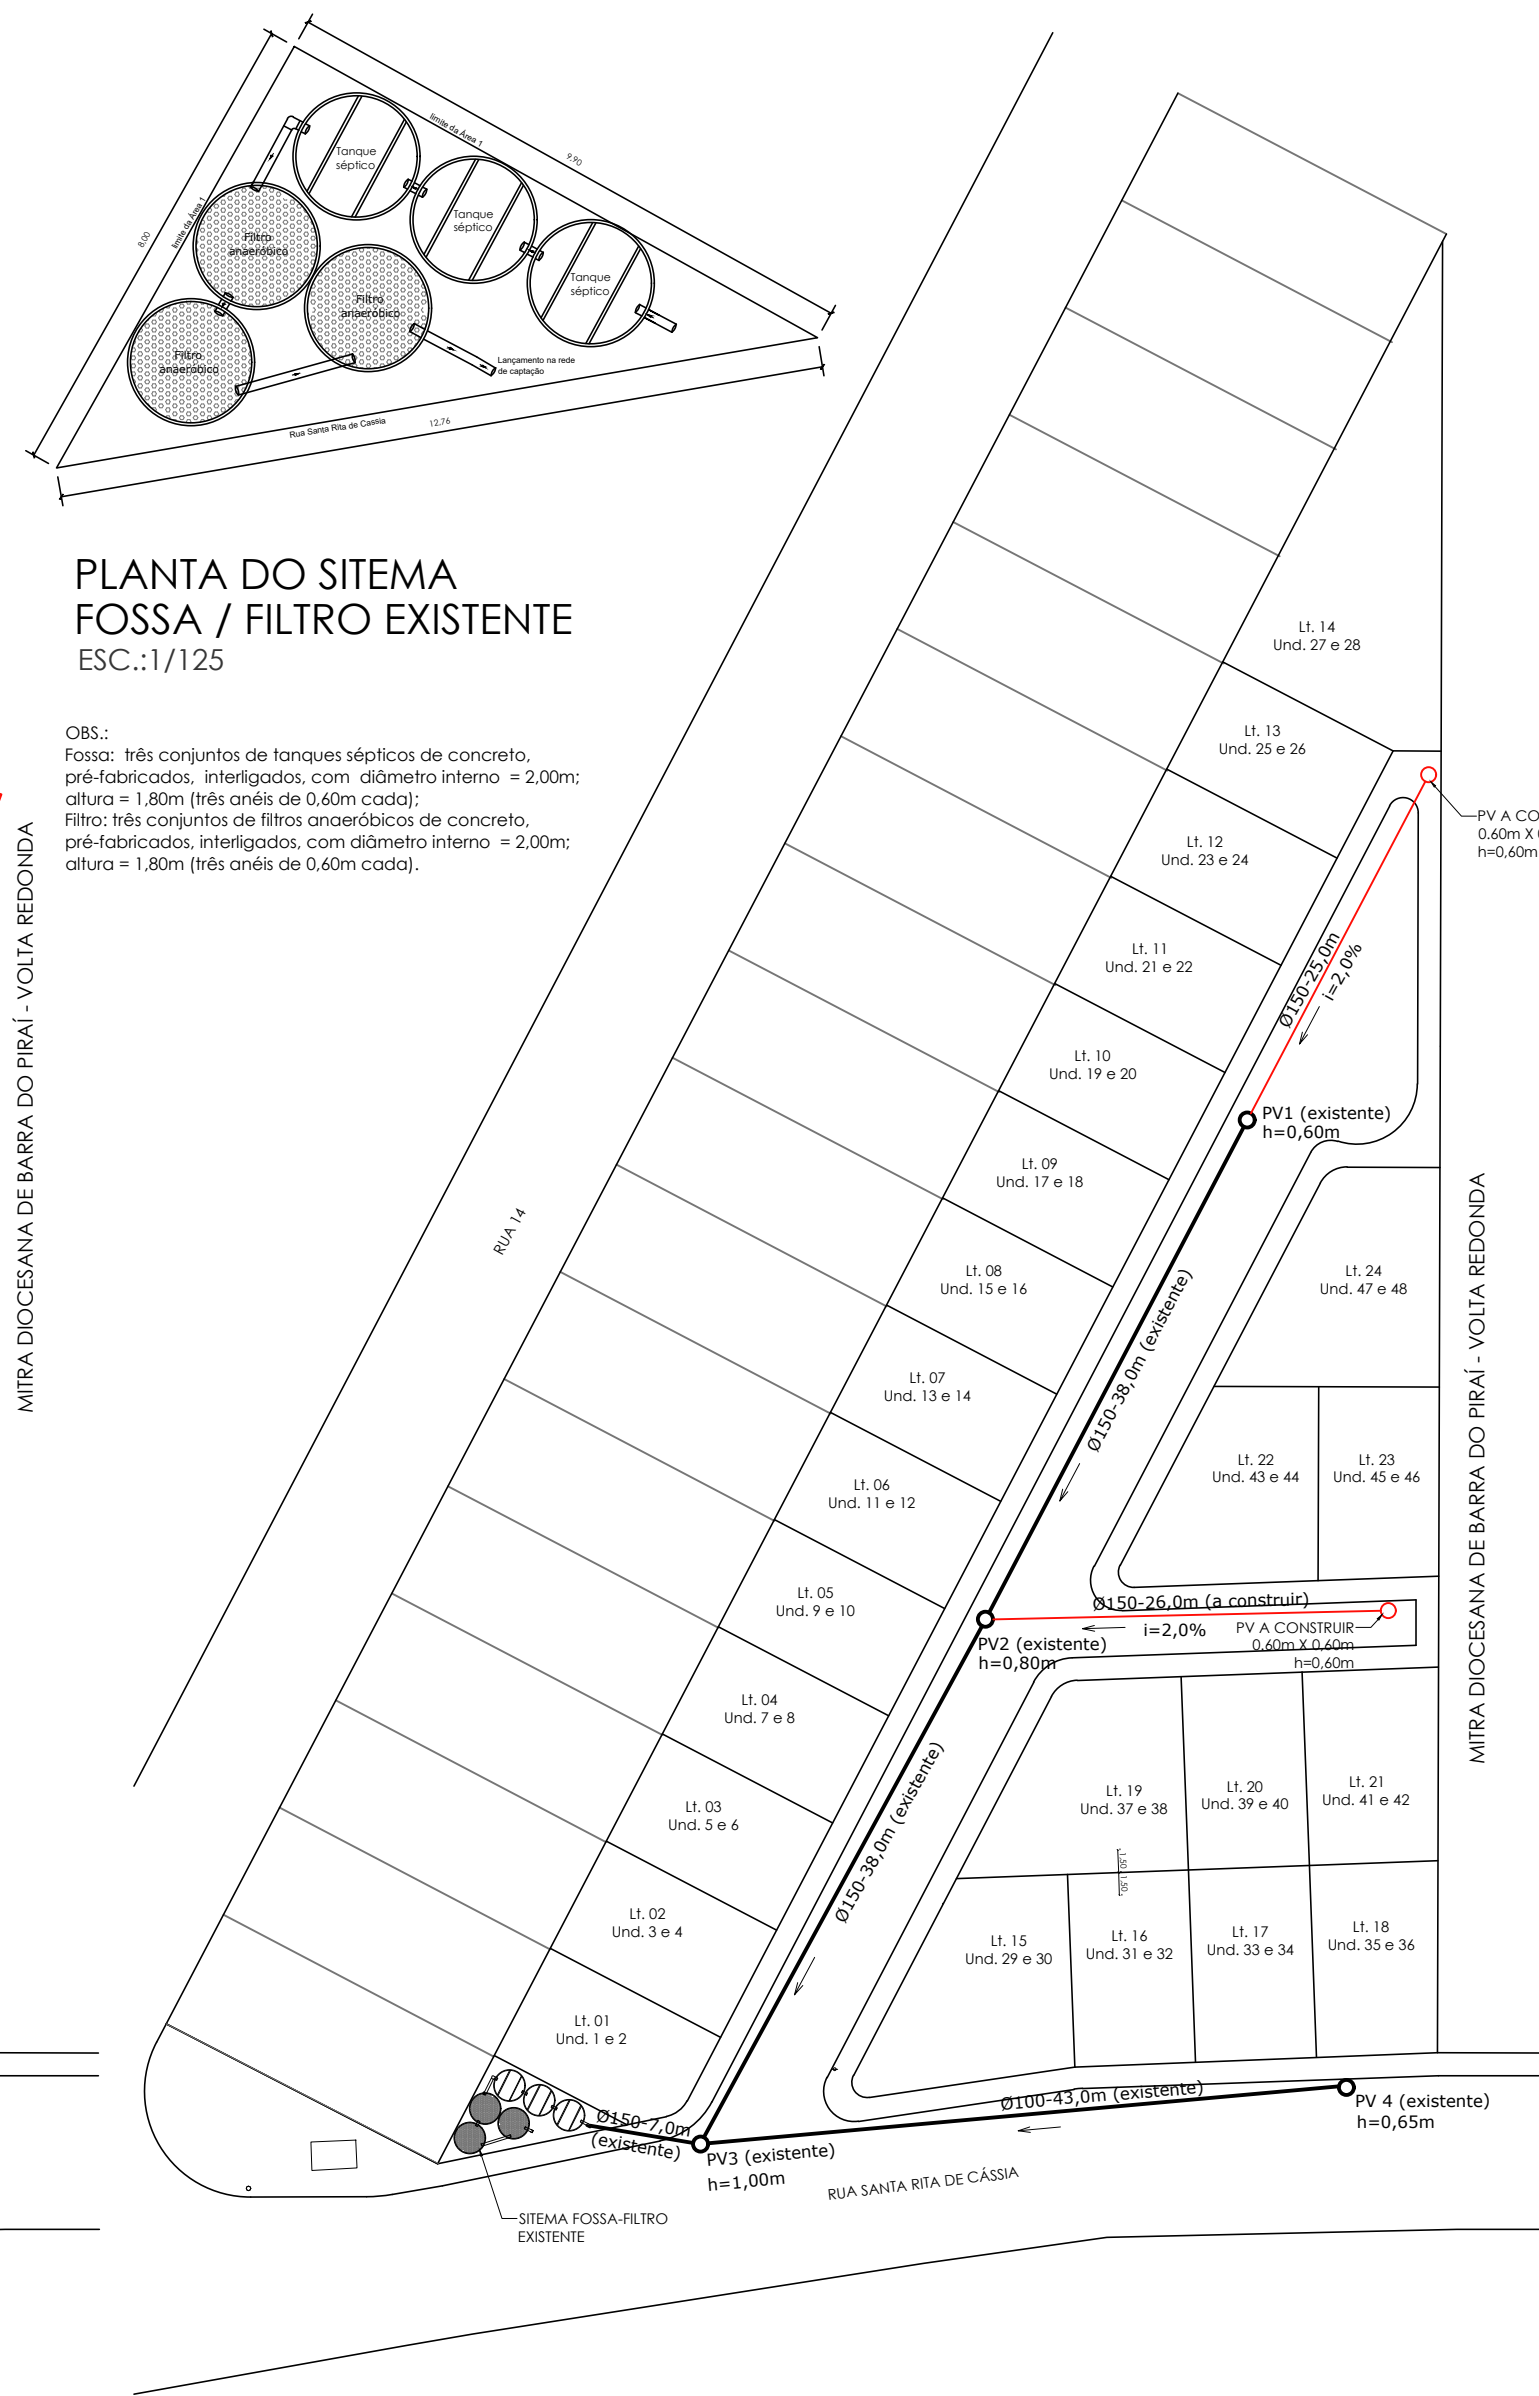 limite da Área 1
9,90
Tanque
séptico
Tanque
séptico
Tanque
séptico
8,00
limite da Área 1
Filtro
anaeróbico
Filtro
anaeróbico
Filtro
anaeróbico
Lançamento na rede
de captação
Rua Santa Rita de Cassia
12,76
PLANTA DO SITEMA
FOSSA / FILTRO EXISTENTE
ESC.:1/125
OBS.:
Fossa: três conjuntos de tanques sépticos de concreto,
pré-fabricados, interligados, com diâmetro interno = 2,00m;
altura = 1,80m (três anéis de 0,60m cada);
Filtro: três conjuntos de filtros anaeróbicos de concreto,
pré-fabricados, interligados, com diâmetro interno = 2,00m;
altura = 1,80m (três anéis de 0,60m cada).
MITRA DIOCESANA DE BARRA DO PIRAÍ - VOLTA REDONDA
Lt. 14
Und. 27 e 28
Lt. 13
Und. 25 e 26
PV A CO
0.60m X
h=0,60m
Lt. 12
Und. 23 e 24
Lt. 11
Und. 21 e 22
Ø150-25,0m
i=2,0%
Lt. 10
Und. 19 e 20
PV1 (existente)
h=0,60m
Lt. 09
Und. 17 e 18
RUA 14
Lt. 08
Und. 15 e 16
Ø150-38,0m (existente)
Lt. 24
Und. 47 e 48
MITRA DIOCESANA DE BARRA DO PIRAÍ - VOLTA REDONDA
Lt. 07
Und. 13 e 14
Lt. 22
Und. 43 e 44
Lt. 23
Und. 45 e 46
Lt. 06
Und. 11 e 12
Lt. 05
Und. 9 e 10
Ø150-26,0m (a construir)
i=2,0%
PV A CONSTRUIR
0.60m X 0,60m
h=0,60m
PV2 (existente)
h=0,80m
Lt. 04
Und. 7 e 8
Ø150-38,0m (existente)
Lt. 19
Und. 37 e 38
Lt. 20
Und. 39 e 40
Lt. 21
Und. 41 e 42
Lt. 03
Und. 5 e 6
1.50
1.50
Lt. 02
Und. 3 e 4
Lt. 15
Und. 29 e 30
Lt. 16
Und. 31 e 32
Lt. 17
Und. 33 e 34
Lt. 18
Und. 35 e 36
Lt. 01
Und. 1 e 2
Ø150-7,0m
(existente)
Ø100-43,0m (existente)
PV 4 (existente)
h=0,65m
PV3 (existente)
h=1,00m
RUA SANTA RITA DE CÁSSIA
SITEMA FOSSA-FILTRO
EXISTENTE